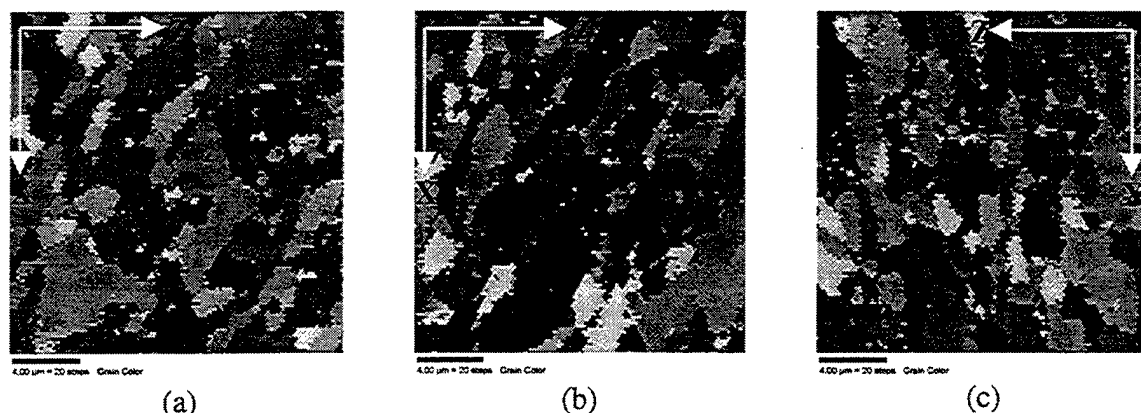 Z
X
X
4.00 µm = 20 steps Grain Color
4.00 µm = 20 steps Grain Color
4.00 µm = 20 steps Grain Color
(a)
(b)
(c)